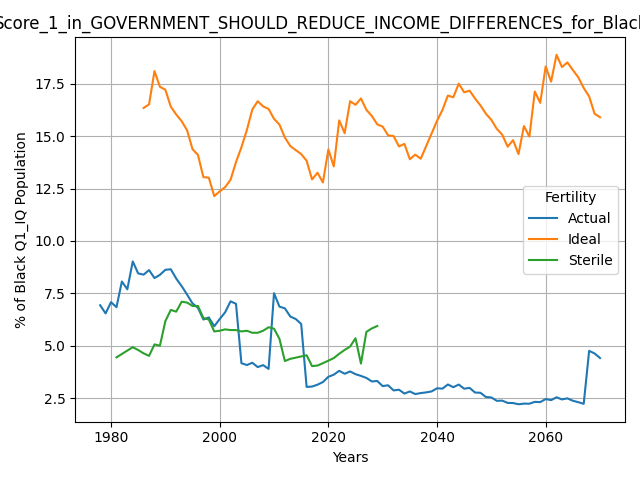 Score_1_in_GOVERNMENT_SHOULD_REDUCE_INCOME_DIFFERENCES_for_Black
% of Black Q1_IQ Population
17.5
15.0
12.5
10.0
7.5
5.0
2.5
Fertility
Actual
Ideal
Sterile
1980 2000 2020 2040 2060
Years